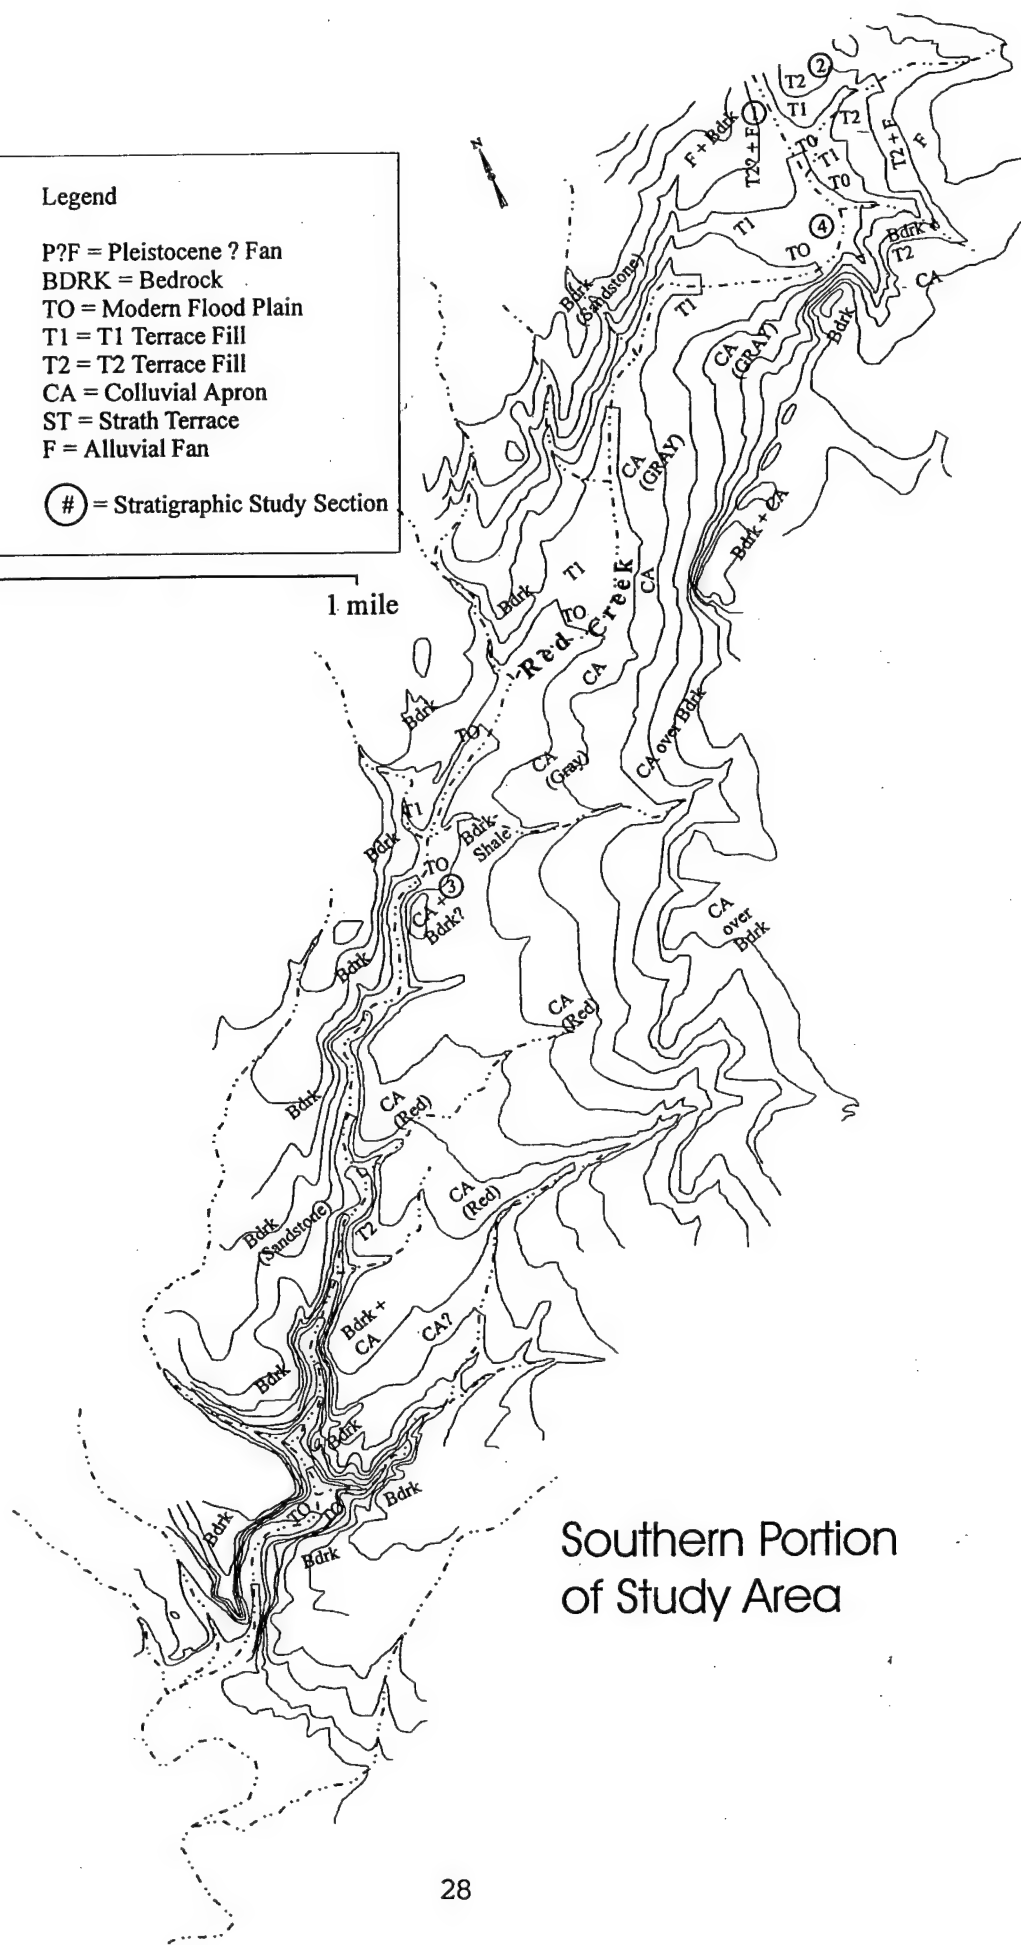 Legend
P?F = Pleistocene ? Fan
BDRK = Bedrock
TO = Modern Flood Plain
T1 = T1 Terrace Fill
T2 = T2 Terrace Fill
CA = Colluvial Apron
ST = Strath Terrace
F = Alluvial Fan
# = Stratigraphic Study Section
1 mile
N
2
T2
1
T1
T2
F + Bdrk
T2? + F
TO
T1
T2 + F
F
TO
T1
4
TO
Bdrk
T2
CA
Bdrk
(Sandstone)
T1
Bdrk
CA
(GRAY)
CA
(GRAY)
Bdrk + CA
T1
CA
Bdrk
TO
Red Creek
CA
Bdrk
TO
CA over Bdrk
CA
(Gray)
T1
Bdrk-
Shale
Bdrk
TO
3
CA +
Bdrk?
CA
over
Bdrk
Bdrk
CA
(Red)
Bdrk
CA
(Red)
CA
(Red)
Bdrk
(Sandstone)
T2
Bdrk +
CA
CA?
Bdrk
Bdrk
Bdrk
TO
TO
Bdrk
Bdrk
Southern Portion
of Study Area
28